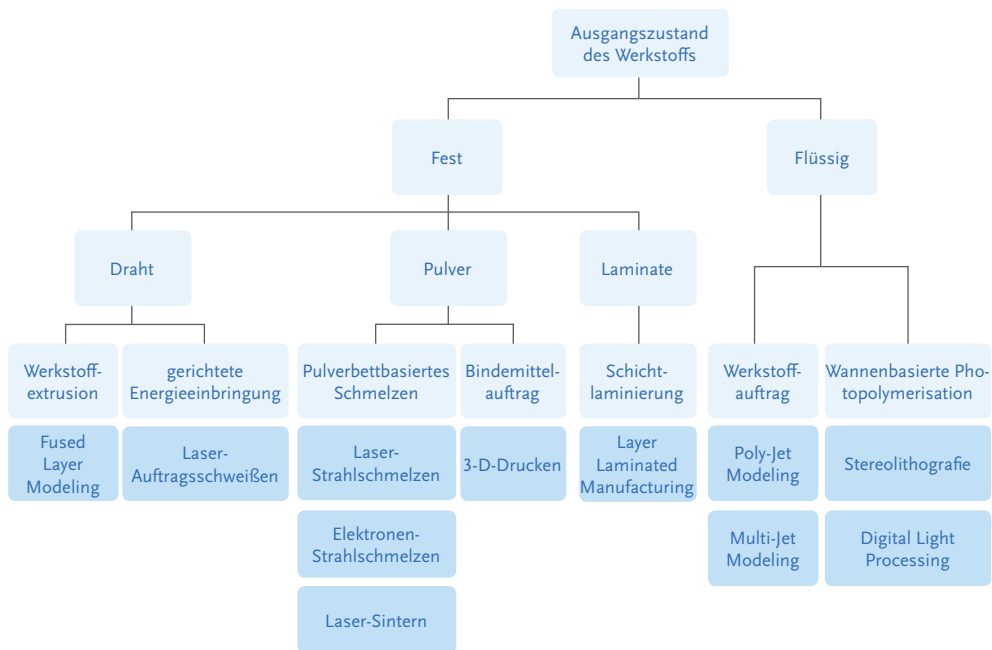 Ausgangszustand
des Werkstoffs
Fest
Flüssig
Draht
Pulver
Laminate
Werkstoff-
extrusion
gerichtete
Energieeinbringung
Pulverbettbasiertes
Schmelzen
Bindemittel-
auftrag
Schicht-
laminierung
Werkstoff-
auftrag
Wannenbasierte Pho-
topolymerisation
Fused
Layer
Modeling
Laser-
Auftragsschweißen
Laser-
Strahlschmelzen
3-D-Drucken
Layer
Laminated
Manufacturing
Poly-Jet
Modeling
Stereolithografie
Elektronen-
Strahlschmelzen
Multi-Jet
Modeling
Digital Light
Processing
Laser-Sintern